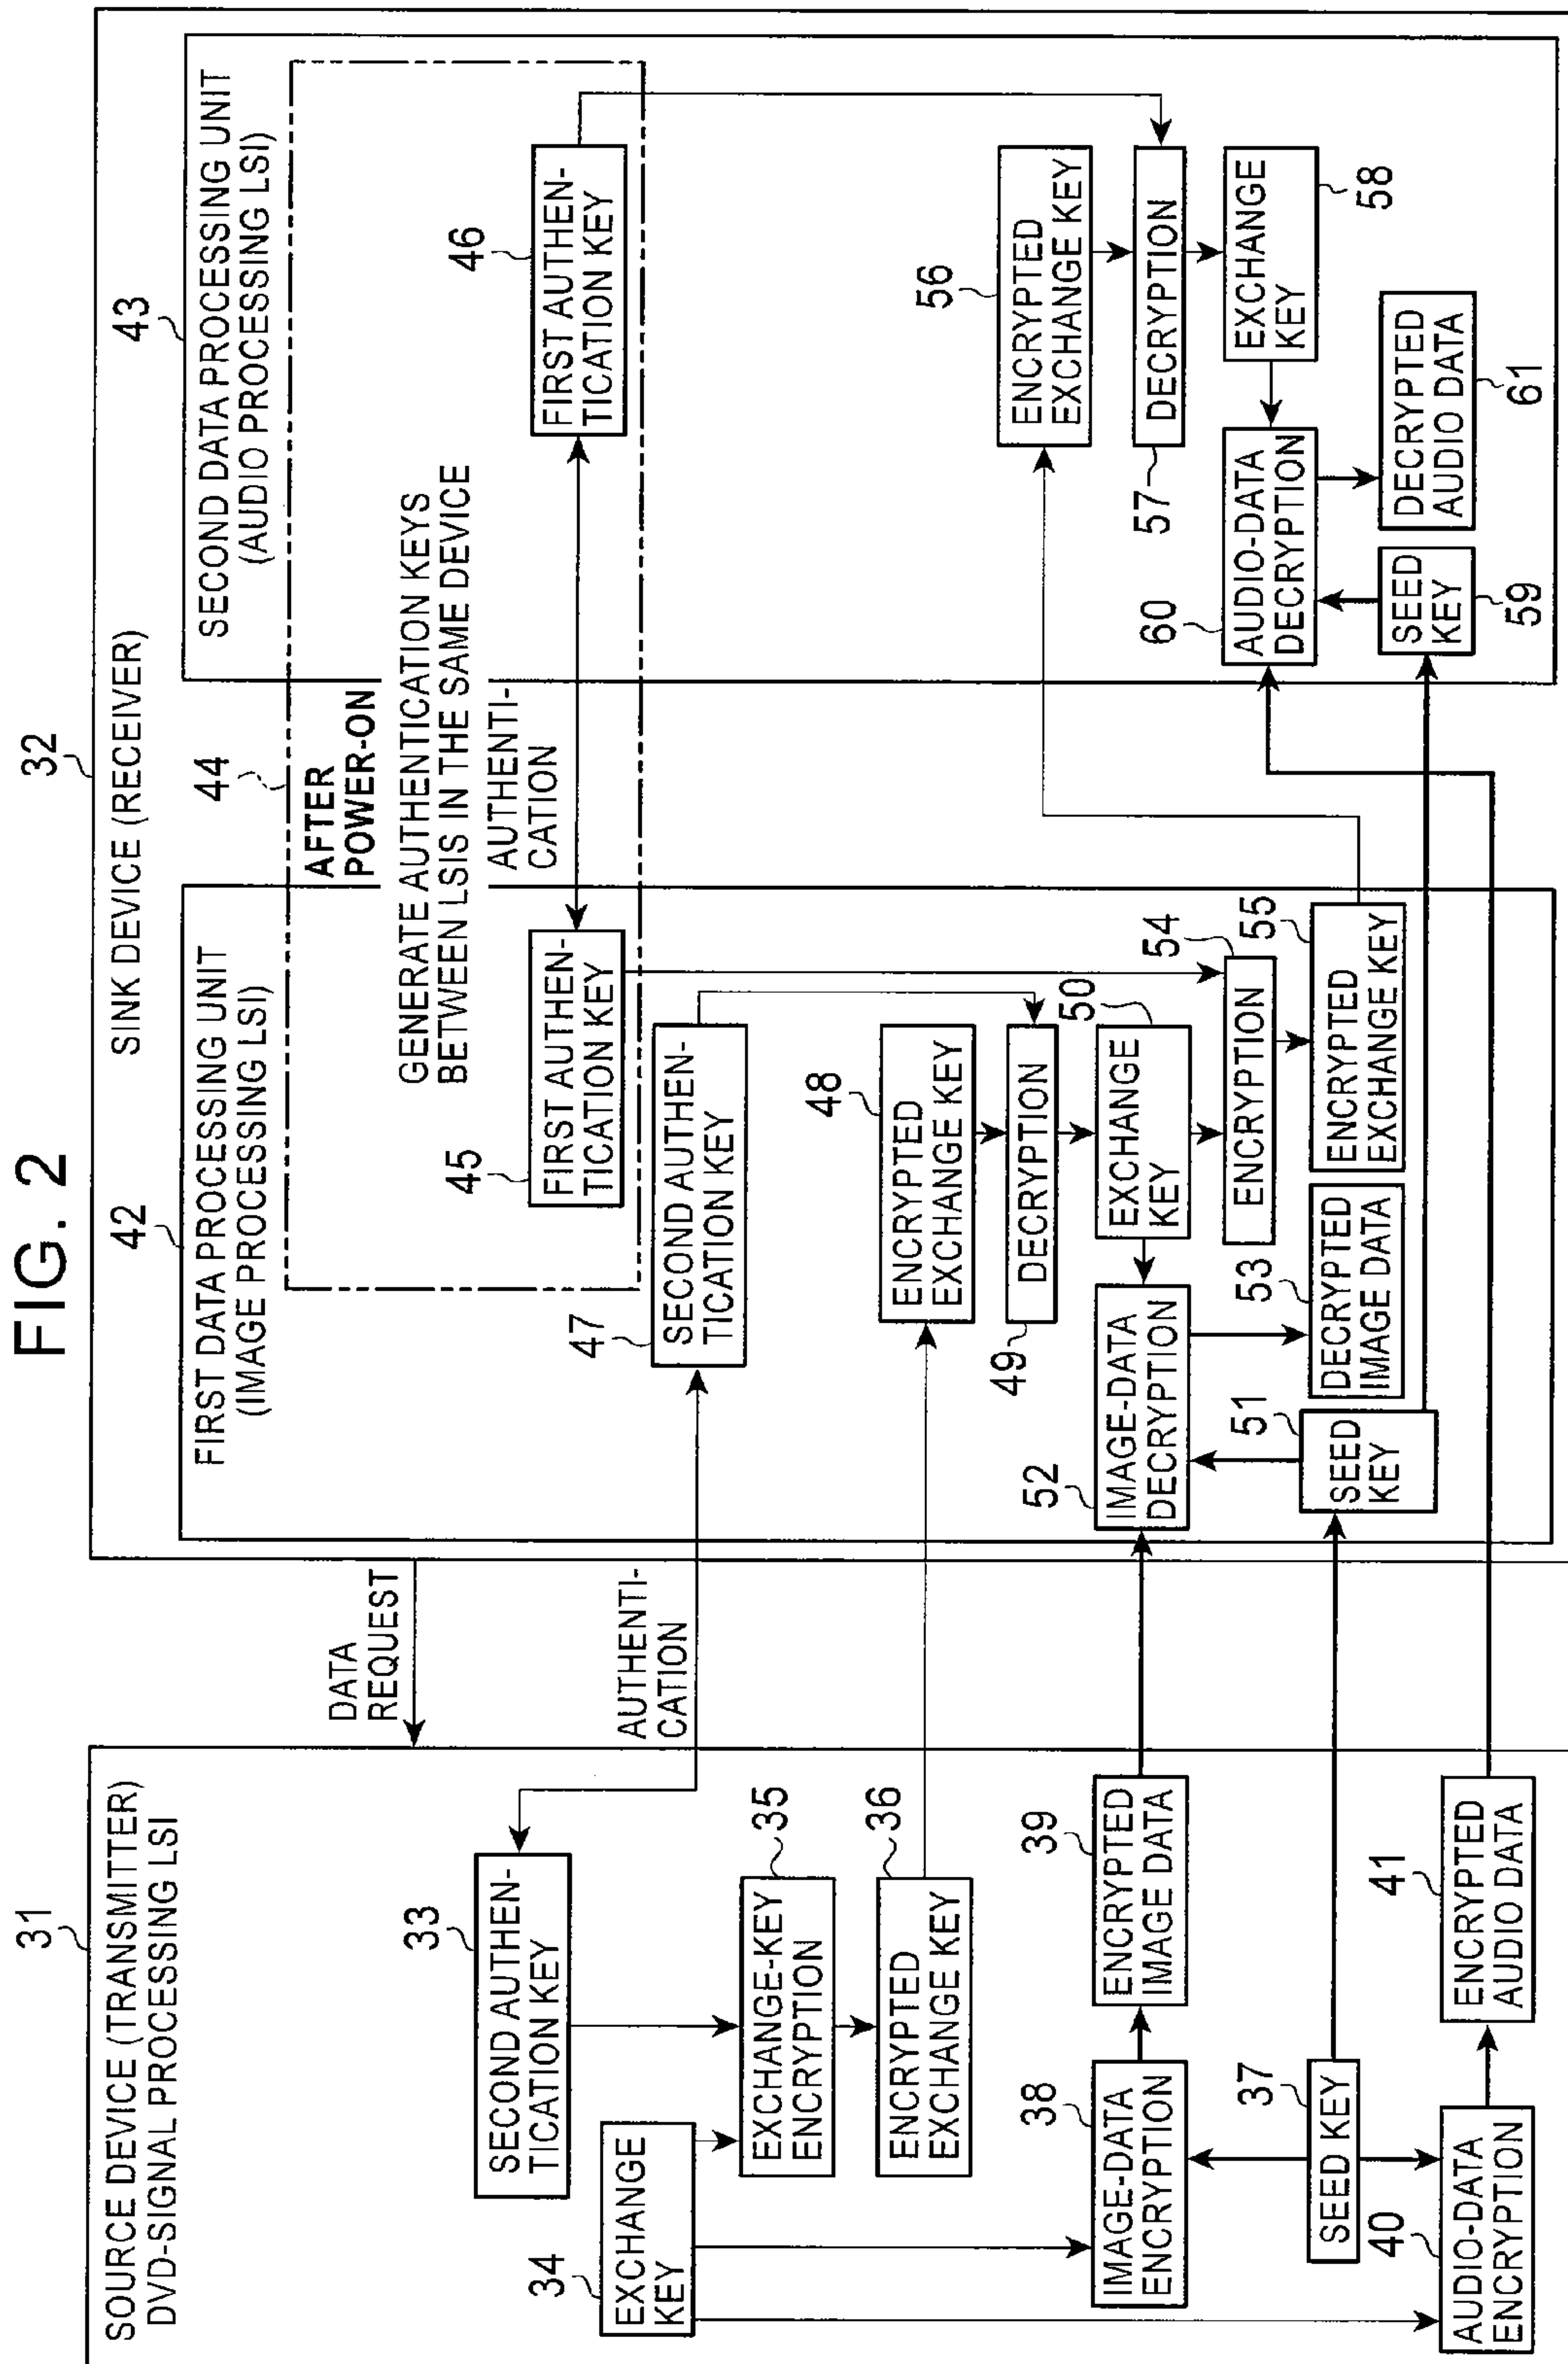 FIG. 2
31
SOURCE DEVICE (TRANSMITTER)
DVD-SIGNAL PROCESSING LSI
33
SECOND AUTHEN-
TICATION KEY
34
EXCHANGE
KEY
35
EXCHANGE-KEY
ENCRYPTION
36
ENCRYPTED
EXCHANGE KEY
38
IMAGE-DATA
ENCRYPTION
39
ENCRYPTED
IMAGE DATA
37
SEED KEY
40
AUDIO-DATA
ENCRYPTION
41
ENCRYPTED
AUDIO DATA
DATA
REQUEST
AUTHENTI-
CATION
32
SINK DEVICE (RECEIVER)
42
FIRST DATA PROCESSING UNIT
(IMAGE PROCESSING LSI)
44
AFTER
POWER-ON
GENERATE AUTHENTICATION KEYS
BETWEEN LSIS IN THE SAME DEVICE
AUTHENTI-
CATION
45
FIRST AUTHEN-
TICATION KEY
47
SECOND AUTHEN-
TICATION KEY
48
ENCRYPTED
EXCHANGE KEY
49
DECRYPTION
50
EXCHANGE
KEY
52
IMAGE-DATA
DECRYPTION
54
ENCRYPTION
51
SEED
KEY
53
DECRYPTED
IMAGE DATA
55
ENCRYPTED
EXCHANGE KEY
43
SECOND DATA PROCESSING UNIT
(AUDIO PROCESSING LSI)
46
FIRST AUTHEN-
TICATION KEY
56
ENCRYPTED
EXCHANGE KEY
57
DECRYPTION
58
EXCHANGE
KEY
60
AUDIO-DATA
DECRYPTION
59
SEED
KEY
61
DECRYPTED
AUDIO DATA